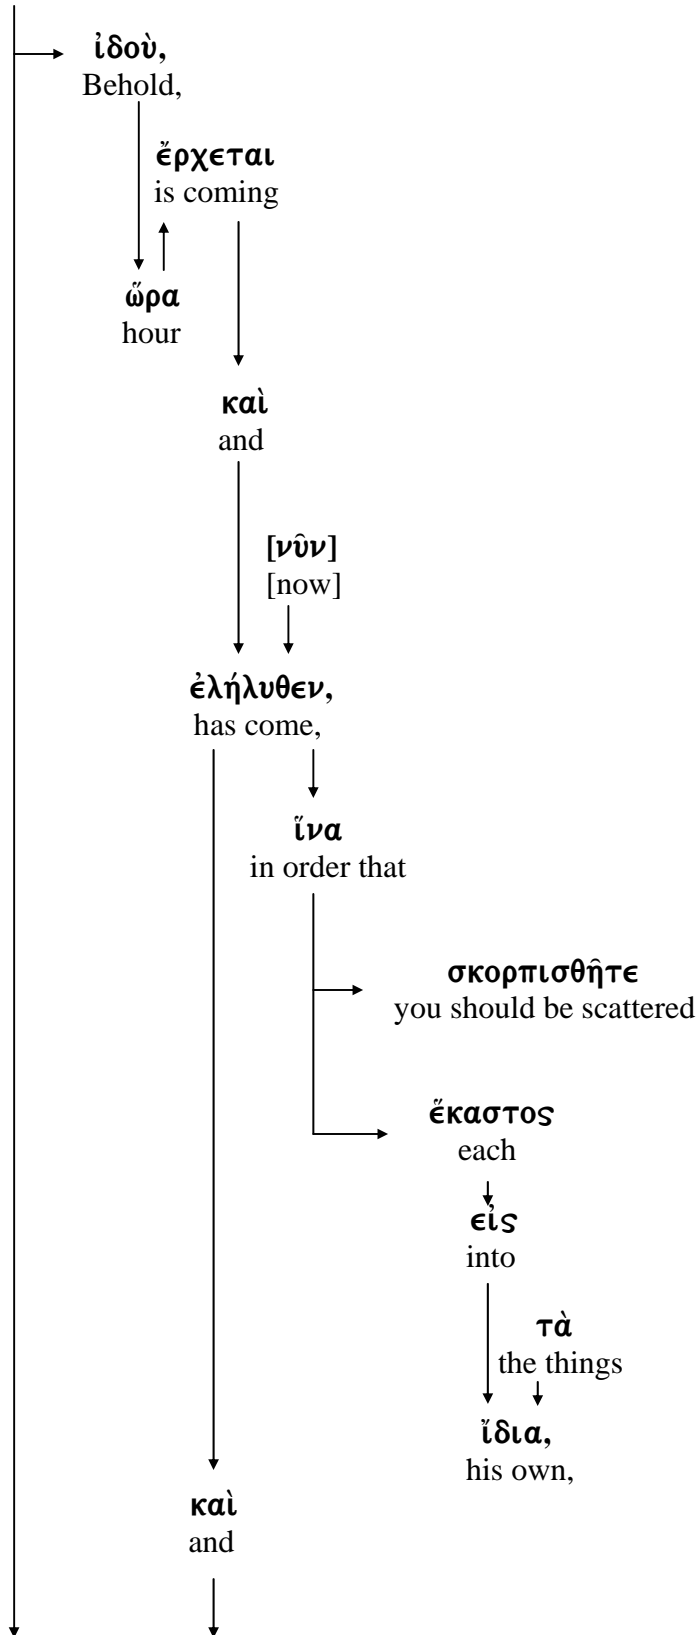 ἰδοὺ,
Behold,
ἔρχεται
is coming
ὥρα
hour
καὶ
and
[νῦν]
[now]
ἐλήλυθεν,
has come,
ἵνα
in order that
σκορπισθῆτε
you should be scattered
ἕκαστος
each
εἰς
into
τὰ
the things
ἴδια,
his own,
καὶ
and